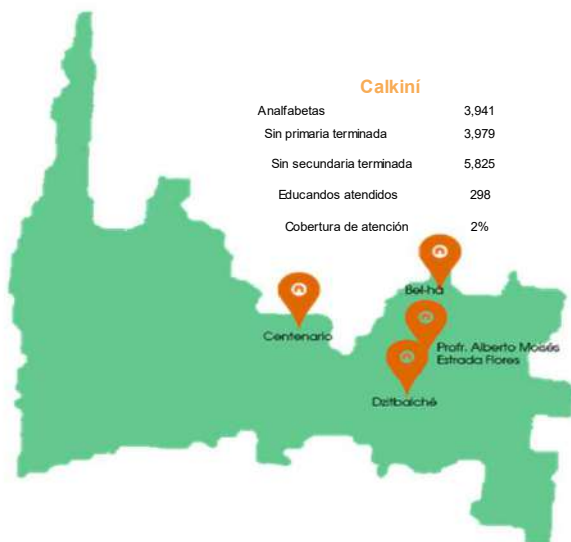 Calkiní
Analfabetas 3,941
Sin primaria terminada 3,979
Sin secundaria terminada 5,825
Educandos atendidos 298
Cobertura de atención 2%
Bel-há
Centenario
Profr. Alberto Moisés
Estrada Flores
Dzitbalché